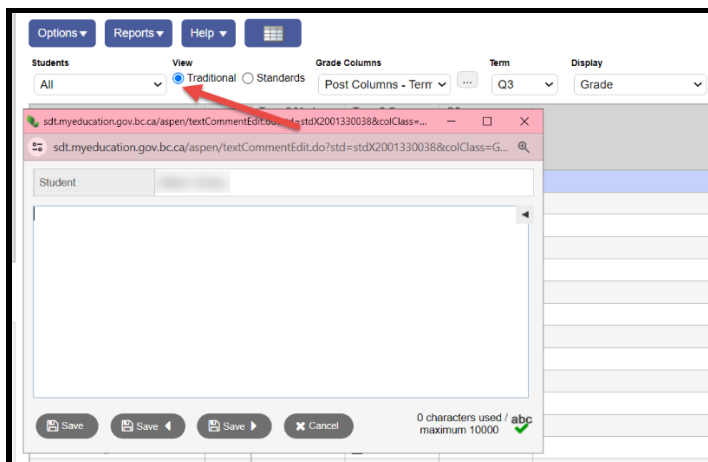 Options Reports Help
Students View Grade Columns Term Display
All Traditional Standards Post Columns - Terr ... Q3 Grade
sdt.myeducation.gov.bc.ca/aspen/textCommentEdit.do?std=stdX2001330038&colClass=...
sdt.myeducation.gov.bc.ca/aspen/textCommentEdit.do?std=stdX2001330038&colClass=G...
Student
Save Save Save Cancel
0 characters used / abc
maximum 10000